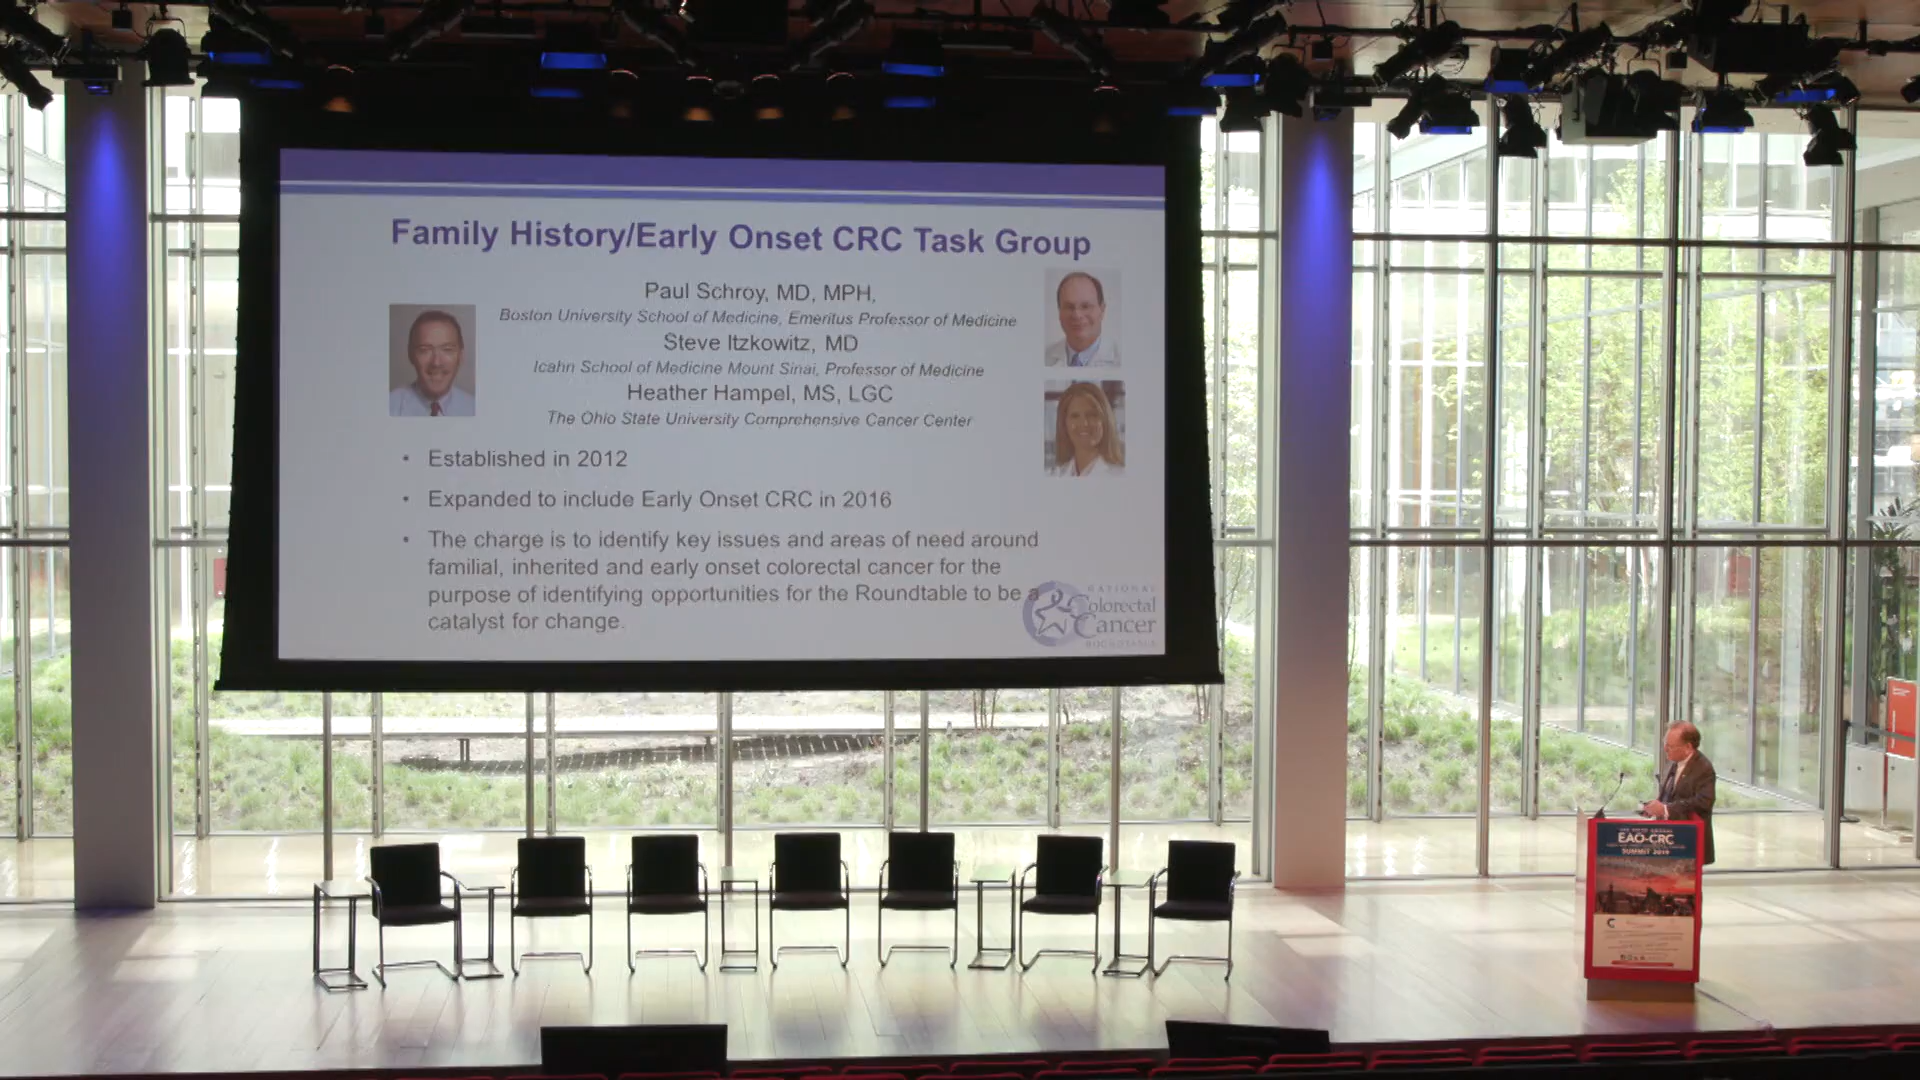 Family History/Early Onset CRC Task Group
Paul Schroy, MD, MPH,
Boston University School of Medicine, Emeritus Professor of Medicine
Steve Itzkowitz, MD
Icahn School of Medicine Mount Sinai, Professor of Medicine
Heather Hampel, MS, LGC
The Ohio State University Comprehensive Cancer Center
• Established in 2012
• Expanded to include Early Onset CRC in 2016
• The charge is to identify key issues and areas of need around
familial, inherited and early onset colorectal cancer for the
purpose of identifying opportunities for the Roundtable to be a
catalyst for change.
NATIONAL
Colorectal
Cancer
ROUNDTABLE
EAO-CRC
SUMMIT 2019